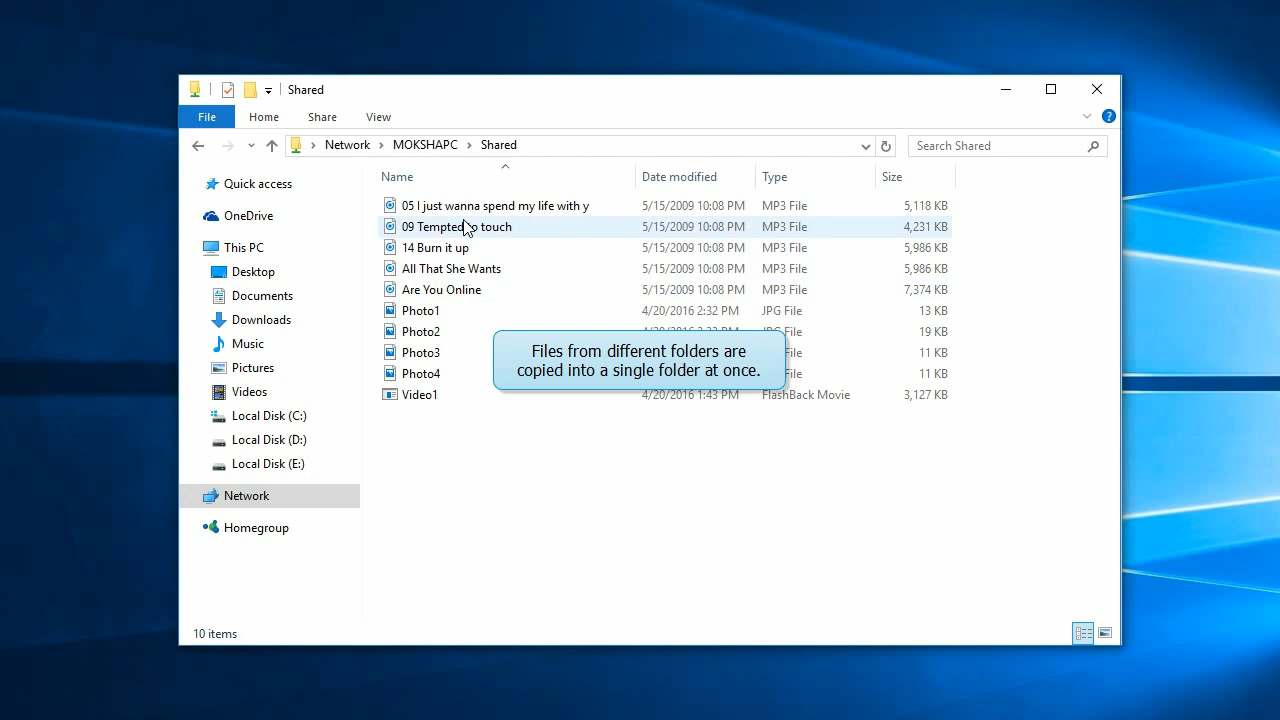 Shared
File Home Share View
Network MOKSHAPC Shared Search Shared
Name Date modified Type Size
Quick access
OneDrive
This PC
Desktop
Documents
Downloads
Music
Pictures
Videos
Local Disk (C:)
Local Disk (D:)
Local Disk (E:)
Network
Homegroup
05 I just wanna spend my life with y 5/15/2009 10:08 PM MP3 File 5,118 KB
09 Tempted to touch 5/15/2009 10:08 PM MP3 File 4,231 KB
14 Burn it up 5/15/2009 10:08 PM MP3 File 5,986 KB
All That She Wants 5/15/2009 10:08 PM MP3 File 5,986 KB
Are You Online 5/15/2009 10:08 PM MP3 File 7,374 KB
Photo1 4/20/2016 2:32 PM JPG File 13 KB
Photo2 4/20/2016 JPG File 19 KB
Photo3 File 11 KB
Photo4 File 11 KB
Video1 4/20/2016 1:43 PM FlashBack Movie 3,127 KB
Files from different folders are
copied into a single folder at once.
10 items